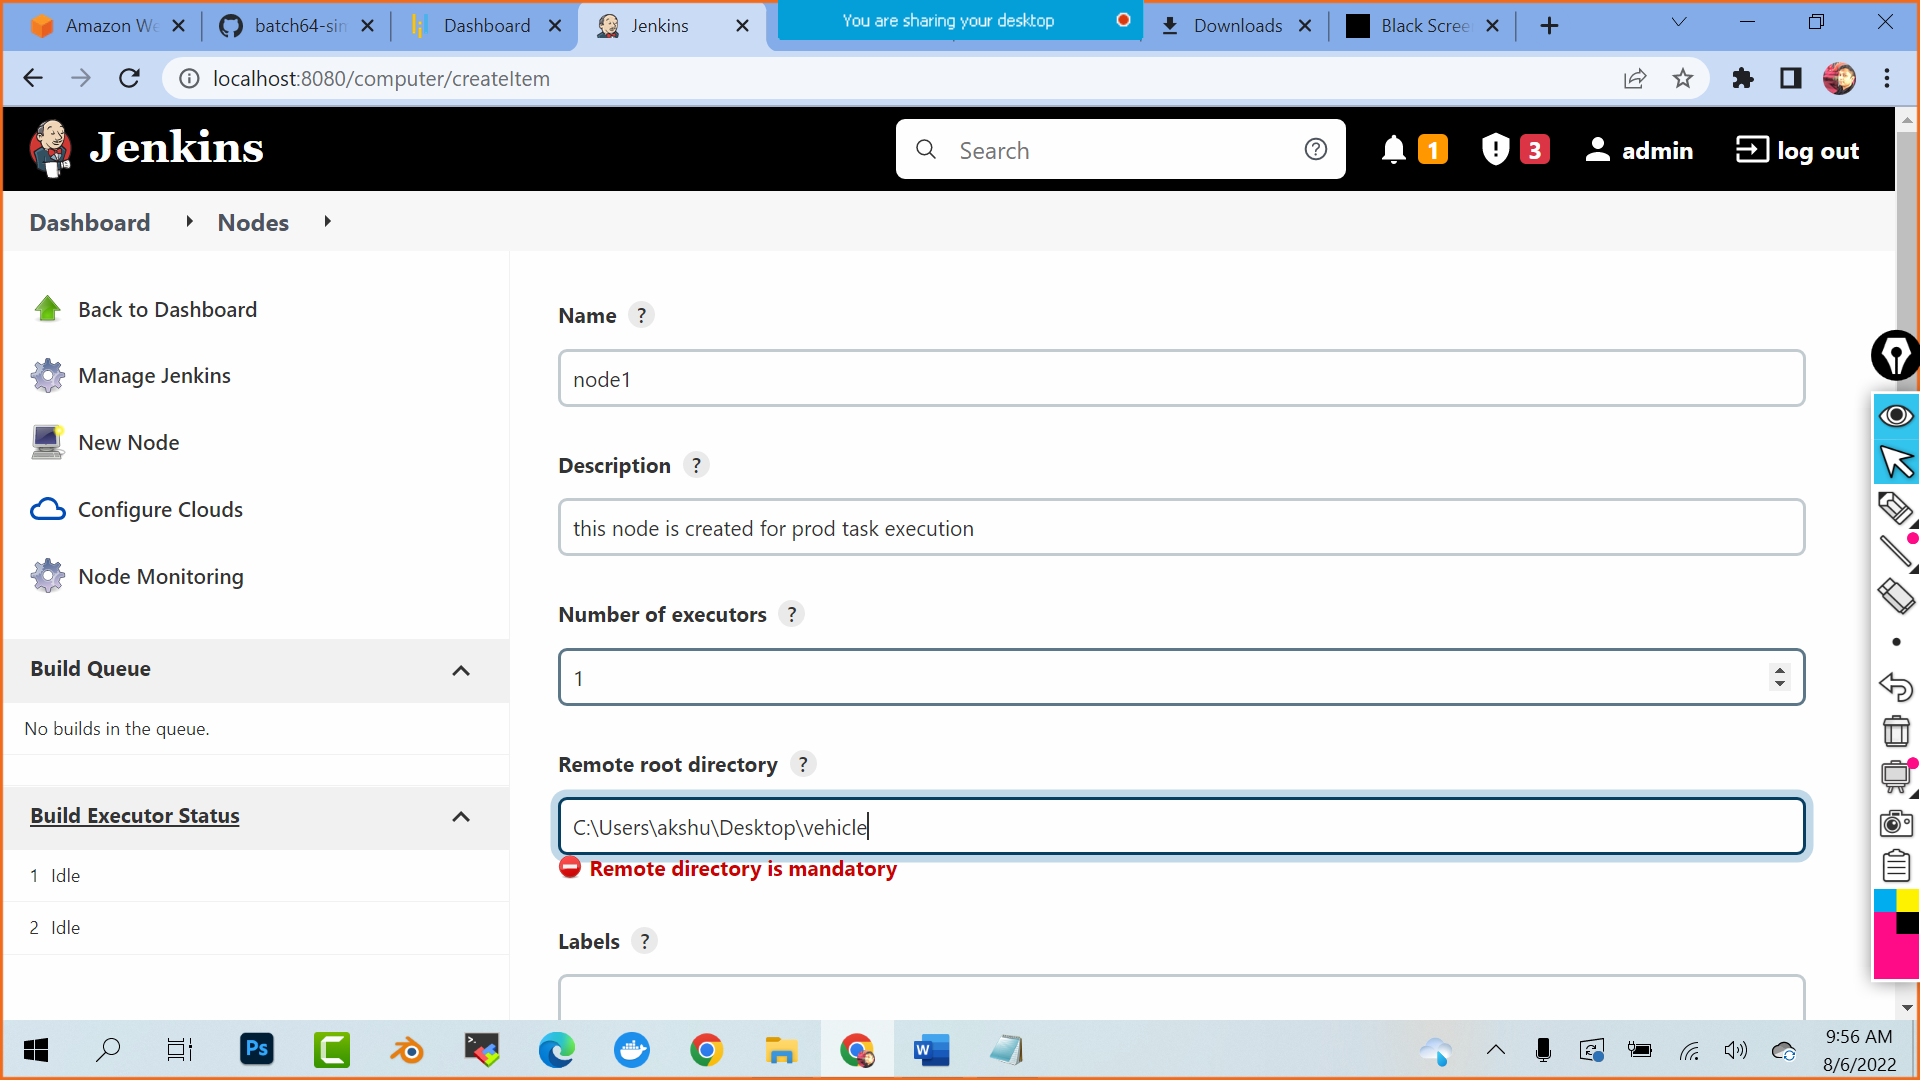 Amazon We
batch64-sim
Dashboard
Jenkins
You are sharing your desktop
Downloads
Black Scree
localhost:8080/computer/createItem
Jenkins
Search
1
3
admin
log out
Dashboard
Nodes
Back to Dashboard
Manage Jenkins
New Node
Configure Clouds
Node Monitoring
Build Queue
No builds in the queue.
Build Executor Status
1 Idle
2 Idle
Name ?
node1
Description ?
this node is created for prod task execution
Number of executors ?
1
Remote root directory ?
C:\Users\akshu\Desktop\vehicle
Remote directory is mandatory
Labels ?
Ps
C
W
9:56 AM
8/6/2022